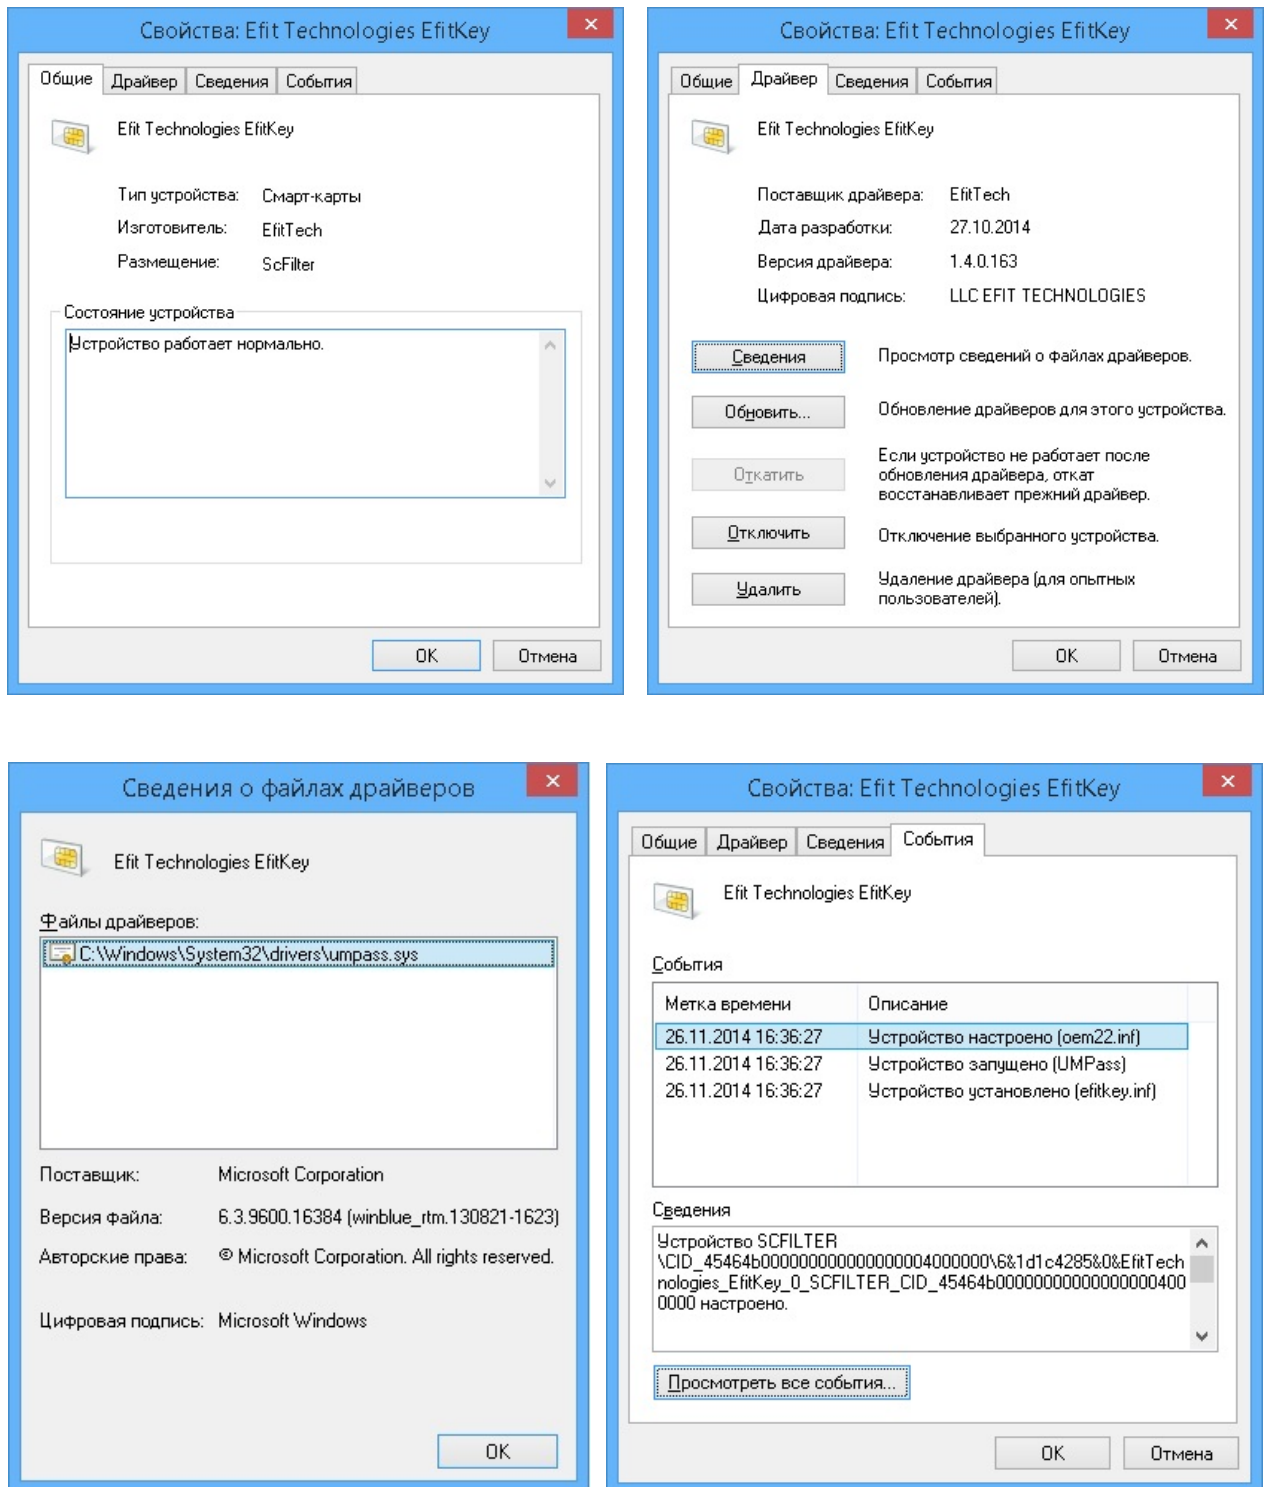 Свойства: Efit Technologies EfitKey
Общие Драйвер Сведения События
Efit Technologies EfitKey
Тип устройства: Смарт-карты
Изготовитель: EfitTech
Размещение: ScFilter
Состояние устройства
Устройство работает нормально.
OK Отмена
Свойства: Efit Technologies EfitKey
Общие Драйвер Сведения События
Efit Technologies EfitKey
Поставщик драйвера: EfitTech
Дата разработки: 27.10.2014
Версия драйвера: 1.4.0.163
Цифровая подпись: LLC EFIT TECHNOLOGIES
Сведения Просмотр сведений о файлах драйверов.
Обновить... Обновление драйверов для этого устройства.
Откатить Если устройство не работает после
обновления драйвера, откат
восстанавливает прежний драйвер.
Отключить Отключение выбранного устройства.
Удалить Удаление драйвера (для опытных
пользователей).
OK Отмена
Сведения о файлах драйверов
Efit Technologies EfitKey
Файлы драйверов:
C:\Windows\System32\drivers\umpass.sys
Поставщик: Microsoft Corporation
Версия файла: 6.3.9600.16384 (winblue_rtm.130821-1623)
Авторские права: © Microsoft Corporation. All rights reserved.
Цифровая подпись: Microsoft Windows
OK
Свойства: Efit Technologies EfitKey
Общие Драйвер Сведения События
Efit Technologies EfitKey
События
Метка времени Описание
26.11.2014 16:36:27 Устройство настроено (oem22.inf)
26.11.2014 16:36:27 Устройство запущено (UMPass)
26.11.2014 16:36:27 Устройство установлено (efitkey.inf)
Сведения
Устройство SCFILTER
\CID_45464b0000000000000000004000000\6&1d1c4285&0&EfitTech
nologies_EfitKey_0_SCFILTER_CID_45464b0000000000000000400
0000 настроено.
Просмотреть все события...
OK Отмена